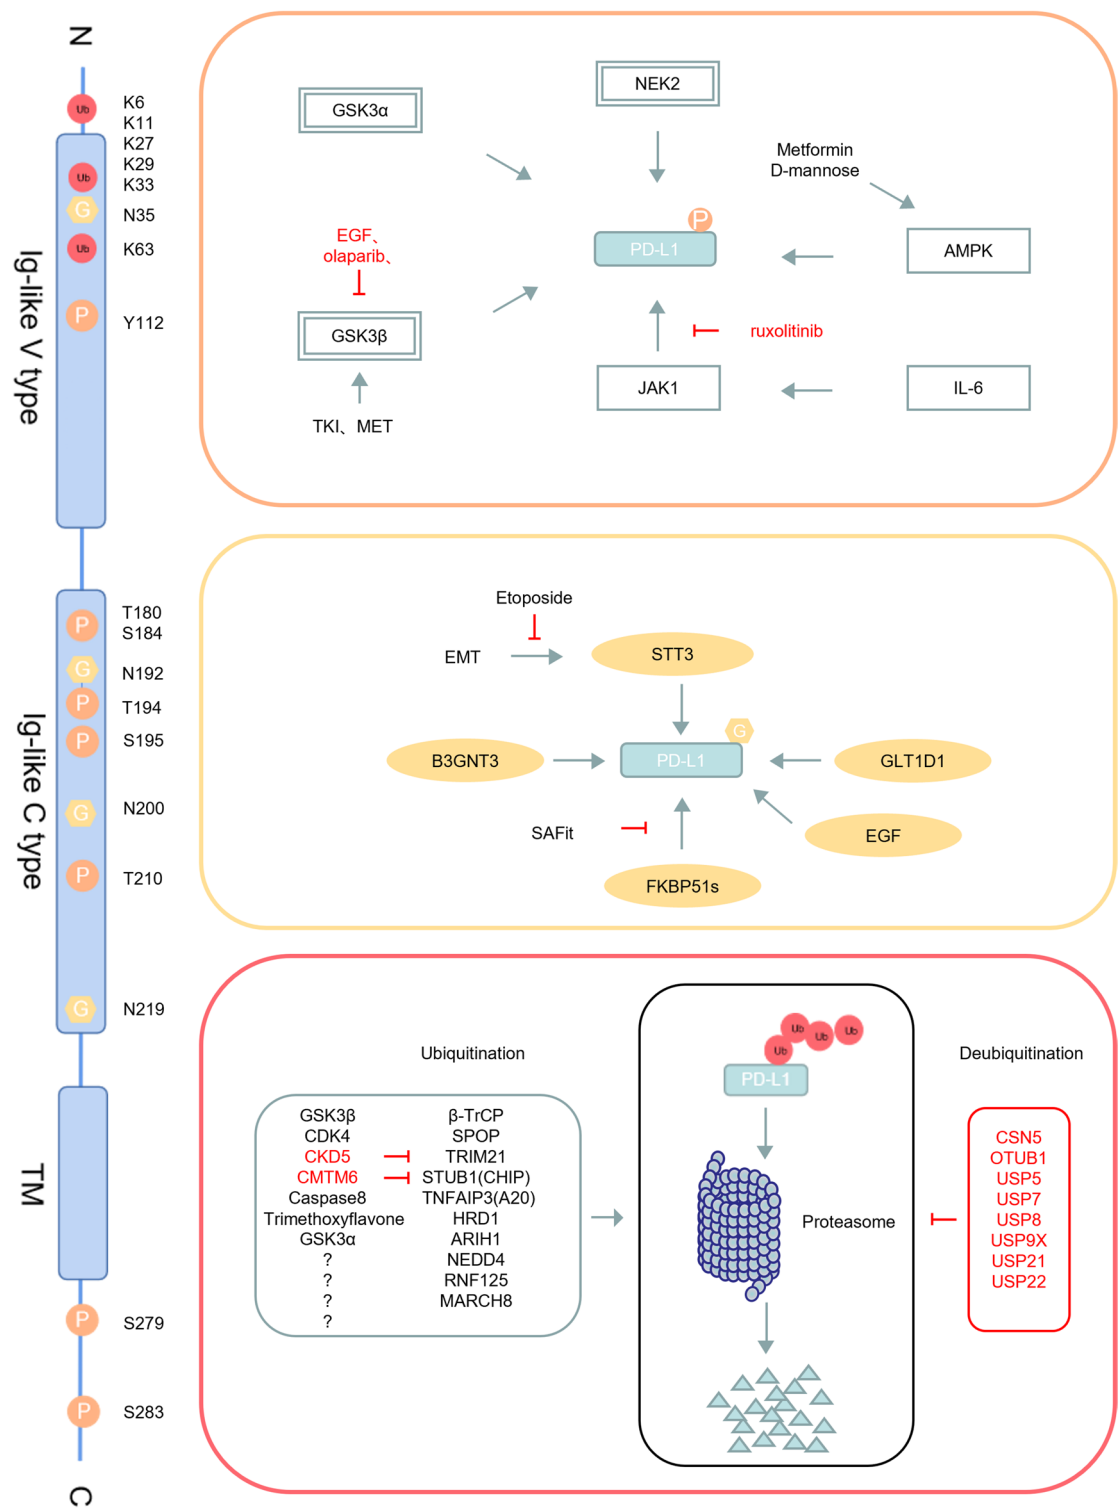 N
Ub
K6
K11
K27
K29
K33
Ub
G
N35
Ub
K63
P
Y112
Ig-like V type
P
T180
S184
G
N192
P
T194
P
S195
G
N200
P
T210
G
N219
Ig-like C type
TM
P
S279
P
S283
C
GSK3α
NEK2
Metformin
D-mannose
P
PD-L1
AMPK
EGF、
olaparib、
GSK3β
ruxolitinib
JAK1
IL-6
TKI、MET
Etoposide
EMT
STT3
G
B3GNT3
PD-L1
GLT1D1
SAFit
EGF
FKBP51s
Ubiquitination
Deubiquitination
Ub
Ub
Ub
Ub
PD-L1
GSK3β β-TrCP
CDK4 SPOP
CKD5 TRIM21
CMTM6 STUB1(CHIP)
Caspase8 TNFAIP3(A20)
Trimethoxyflavone HRD1
GSK3α ARIH1
? NEDD4
? RNF125
? MARCH8
?
Proteasome
CSN5
OTUB1
USP5
USP7
USP8
USP9X
USP21
USP22